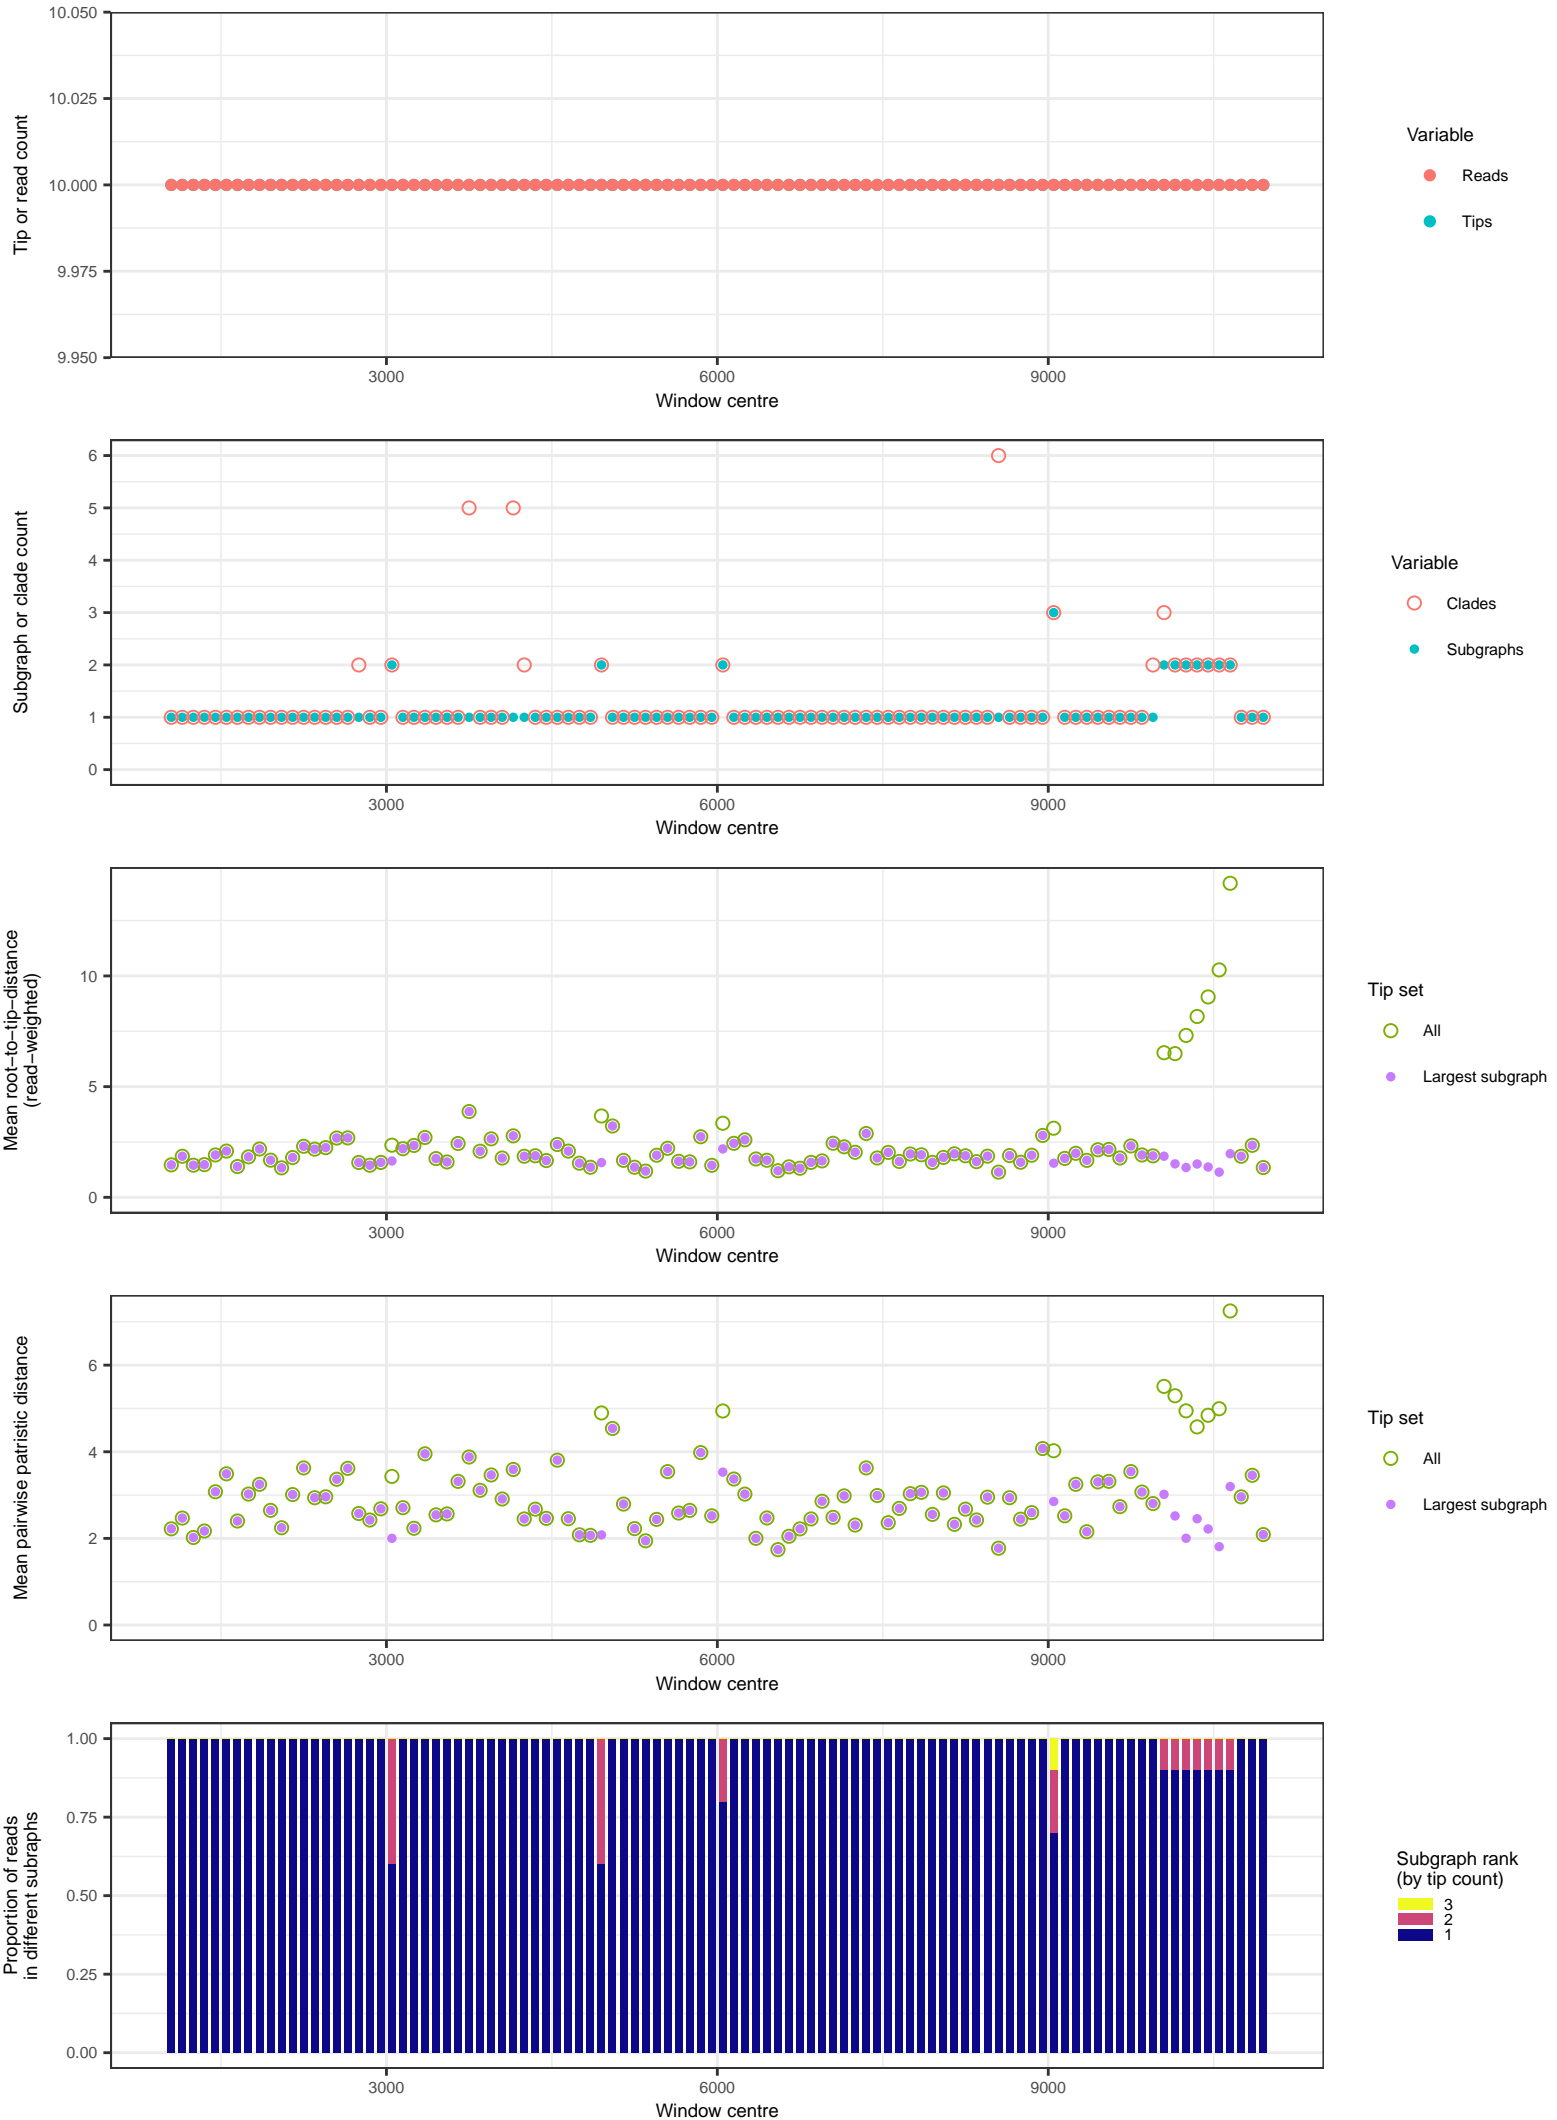 10.050
10.025
10.000
9.975
9.950
Tip or read count
3000
6000
9000
Window centre
Variable
Reads
Tips
6
5
4
3
2
1
0
Subgraph or clade count
3000
6000
9000
Window centre
Variable
Clades
Subgraphs
10
5
0
Mean root−to−tip−distance
(read−weighted)
3000
6000
9000
Window centre
Tip set
All
Largest subgraph
6
4
2
0
Mean pairwise patristic distance
3000
6000
9000
Window centre
Tip set
All
Largest subgraph
1.00
0.75
0.50
0.25
0.00
Proportion of reads
in different subraphs
3000
6000
9000
Window centre
Subgraph rank
(by tip count)
3
2
1